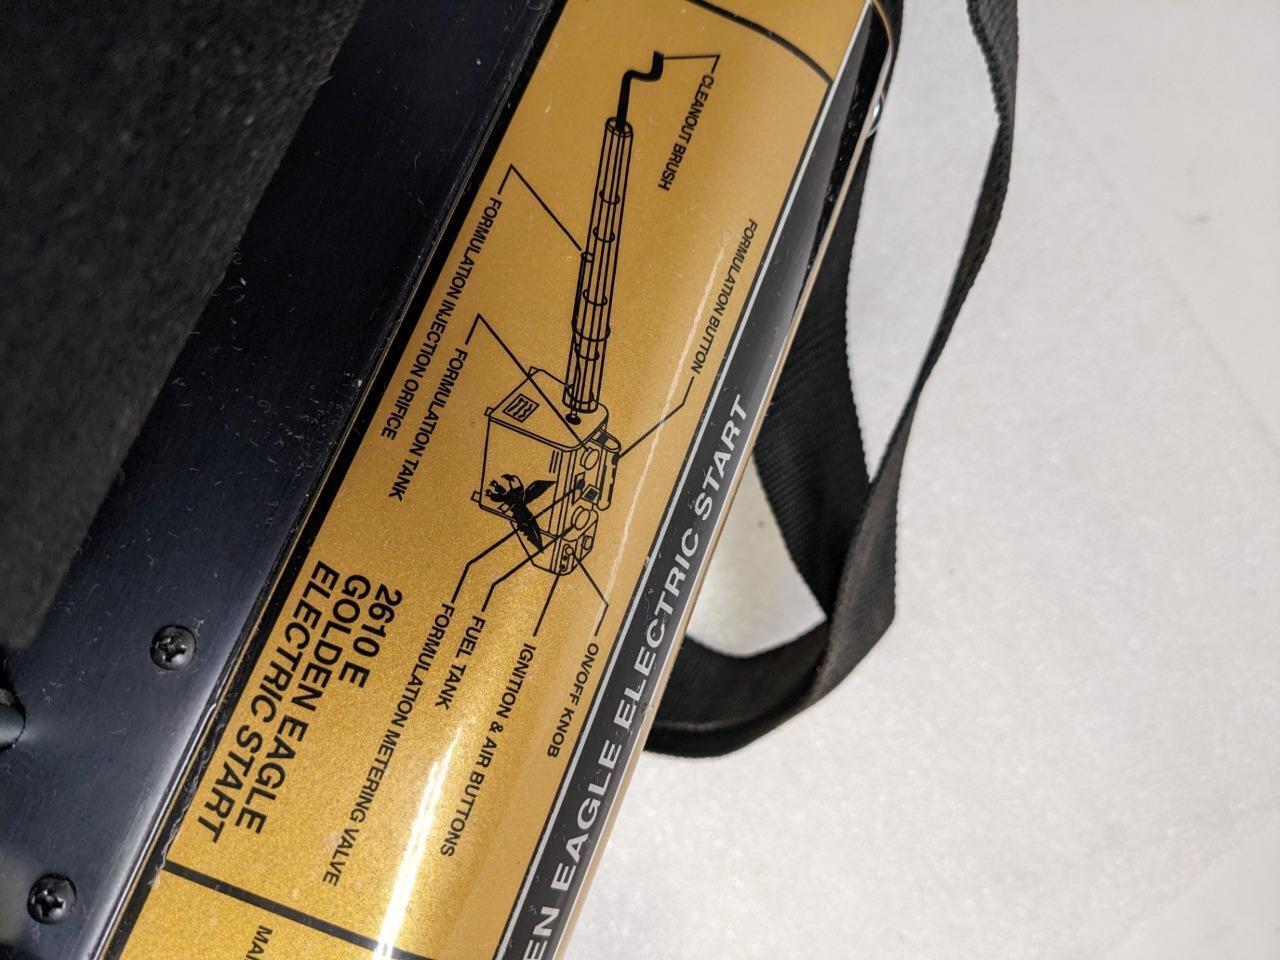 CLEANOUT BRUSH
FORMULATION BUTTON
FORMULATION INJECTION ORIFICE
FORMULATION TANK
ON/OFF KNOB
IGNITION & AIR BUTTONS
FUEL TANK
FORMULATION METERING VALVE
2610 E
GOLDEN EAGLE
ELECTRIC START
EN EAGLE ELECTRIC START